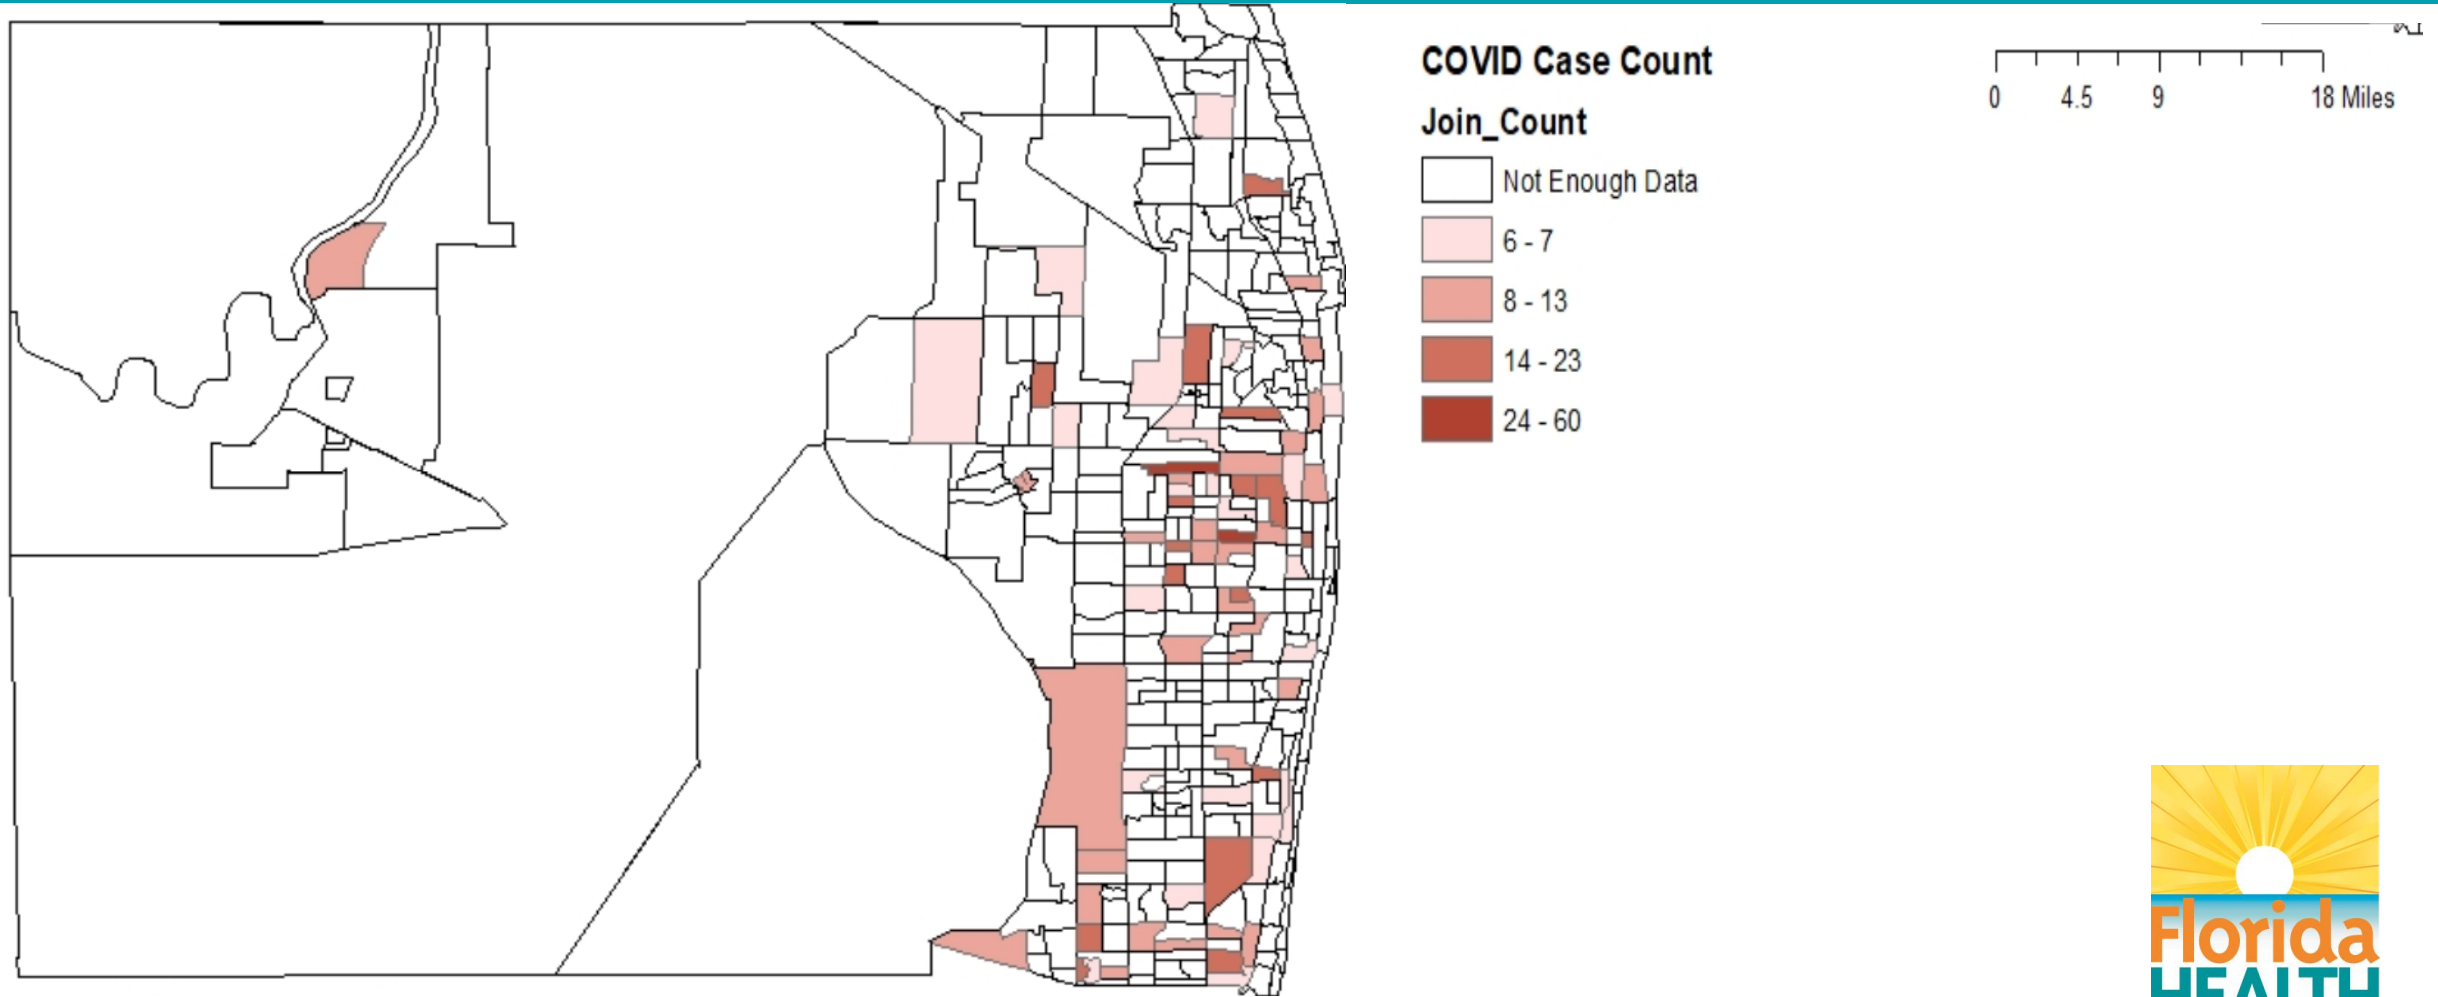 COVID Case Count
Join_Count
Not Enough Data
6 - 7
8 - 13
14 - 23
24 - 60
0 4.5 9 18 Miles
Florida
HEALTH